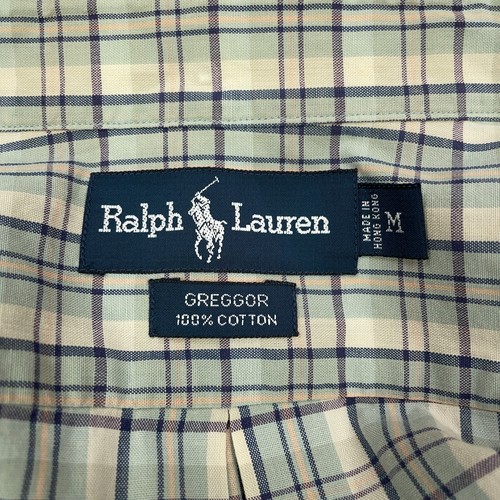 Ralph Lauren
MADE IN
HONG KONG
M
GREGGOR
100% COTTON